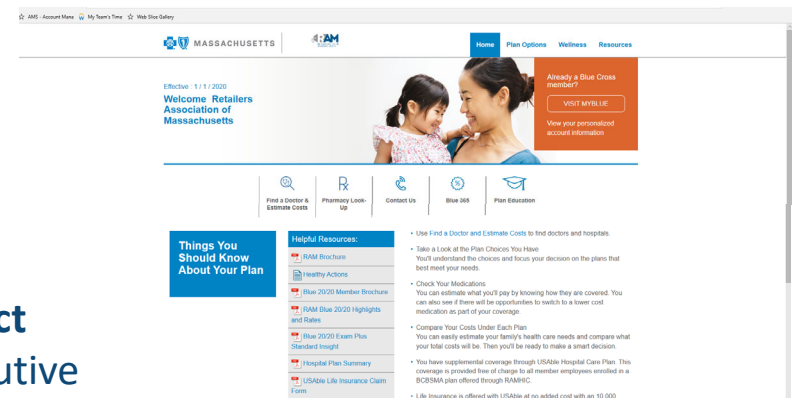 AMS - Account Mana
My Team's Time
Web Slice Gallery
MASSACHUSETTS
RAM
Home Plan Options Wellness Resources
Effective : 1 / 1 / 2020
Welcome Retailers
Association of
Massachusetts
Already a Blue Cross
member?
VISIT MYBLUE
View your personalized
account information
Find a Doctor &
Estimate Costs
Pharmacy Look-
Up
Contact Us
Blue 365
Plan Education
Things You
Should Know
About Your Plan
Helpful Resources:
RAM Brochure
Healthy Actions
Blue 20/20 Member Brochure
RAM Blue 20/20 Highlights
and Rates
Blue 20/20 Exam Plus
Standard Insight
Hospital Plan Summary
USAble Life Insurance Claim
Form
• Use Find a Doctor and Estimate Costs to find doctors and hospitals.
• Take a Look at the Plan Choices You Have
You'll understand the choices and focus your decision on the plans that
best meet your needs.
• Check Your Medications
You can estimate what you'll pay by knowing how they are covered. You
can also see if there will be opportunities to switch to a lower cost
medication as part of your coverage.
• Compare Your Costs Under Each Plan
You can easily estimate your family's health care needs and compare what
your total costs will be. Then you'll be ready to make a smart decision.
• You have supplemental coverage through USAble Hospital Care Plan. This
coverage is provided free of charge to all member employees enrolled in a
BCBSMA plan offered through RAMHIC.
• Life Insurance is offered with USAble at no added cost with an 10,000
ct
utive